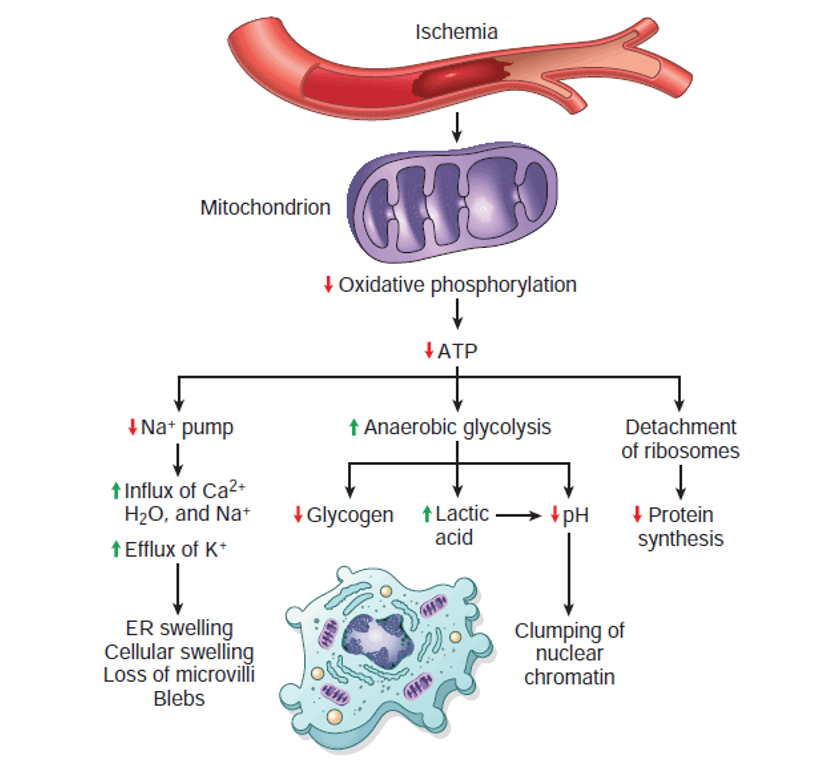 Ischemia
Mitochondrion
↓ Oxidative phosphorylation
↓ ATP
↓ Na⁺ pump
↑ Influx of Ca²⁺
H₂O, and Na⁺
↑ Efflux of K⁺
ER swelling
Cellular swelling
Loss of microvilli
Blebs
↑ Anaerobic glycolysis
↓ Glycogen
↑ Lactic
acid
↓ pH
Clumping of
nuclear
chromatin
Detachment
of ribosomes
↓ Protein
synthesis